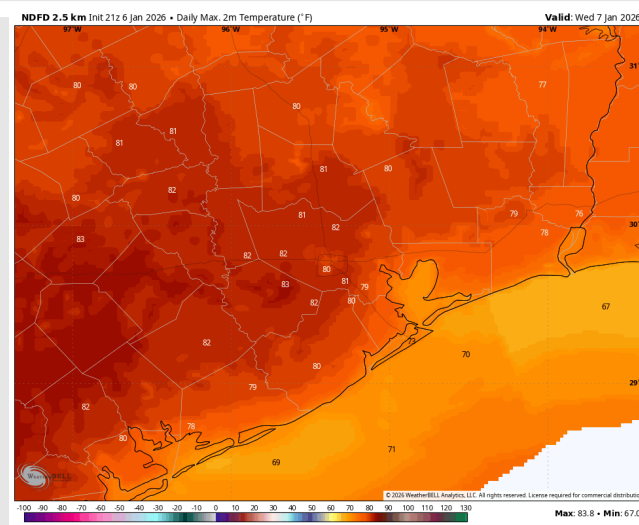 NDFD 2.5 km Init 21z 6 Jan 2026 • Daily Max. 2m Temperature (°F)
Valid: Wed 7 Jan 2026
97°W 96°W 95°W 94°W
31°
80 80 77
80
81 81
81 80
82
80
81 79 76
82 30°
83 78
82 82
80
83 81 79
82 80
67
82 73
70
80 29°
79
82
78
80
71
69
WeatherBELL
© 2026 WeatherBELL Analytics, LLC. All rights reserved. License required for commercial distribu
-100 -90 -80 -70 -60 -50 -40 -30 -20 -10 0 10 20 30 40 50 60 70 80 90 100 110 120 130
Max: 83.8 • Min: 67.0